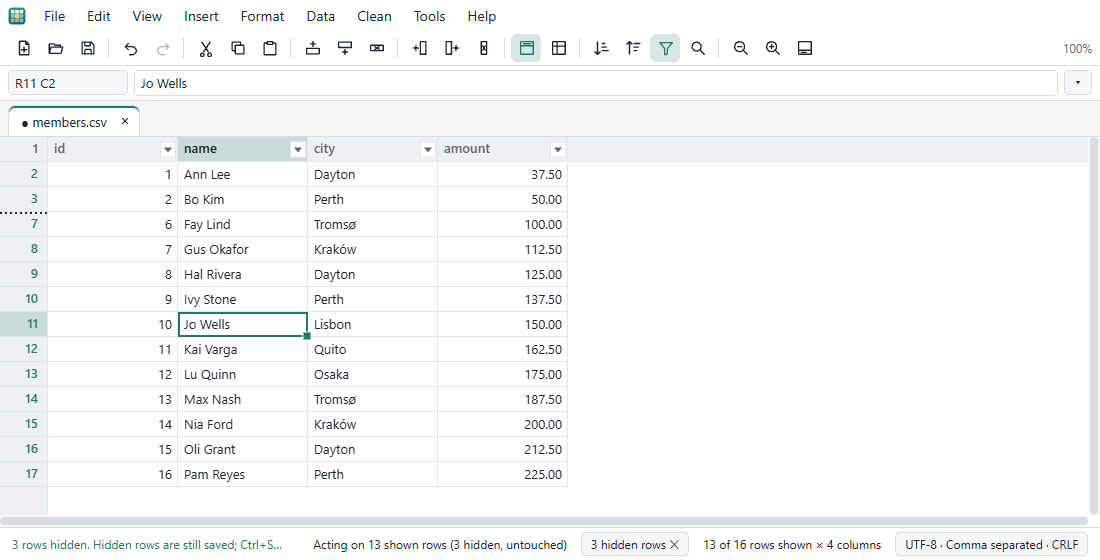 File Edit View Insert Format Data Clean Tools Help
100%
R11 C2 Jo Wells
● members.csv ×
1 id name city amount
2 1 Ann Lee Dayton 37.50
3 2 Bo Kim Perth 50.00
7 6 Fay Lind Tromsø 100.00
8 7 Gus Okafor Kraków 112.50
9 8 Hal Rivera Dayton 125.00
10 9 Ivy Stone Perth 137.50
11 10 Jo Wells Lisbon 150.00
12 11 Kai Varga Quito 162.50
13 12 Lu Quinn Osaka 175.00
14 13 Max Nash Tromsø 187.50
15 14 Nia Ford Kraków 200.00
16 15 Oli Grant Dayton 212.50
17 16 Pam Reyes Perth 225.00
3 rows hidden. Hidden rows are still saved; Ctrl+S... Acting on 13 shown rows (3 hidden, untouched) 3 hidden rows × 13 of 16 rows shown × 4 columns UTF-8 · Comma separated · CRLF